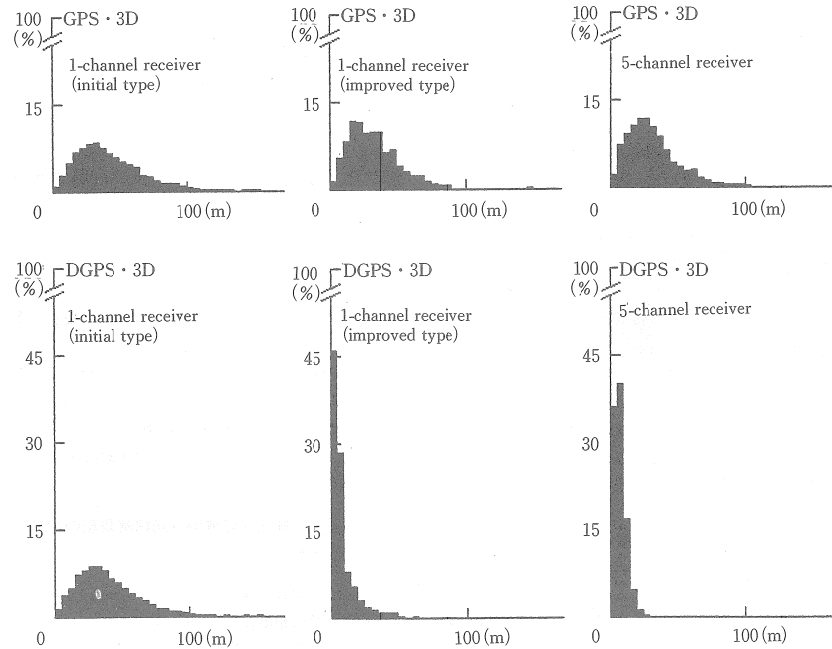 100
(%)
GPS・3D
1-channel receiver
(initial type)
15
0
100(m)
100
(%)
GPS・3D
1-channel receiver
(improved type)
15
0
100(m)
100
(%)
GPS・3D
5-channel receiver
15
0
100(m)
100
(%)
DGPS・3D
1-channel receiver
(initial type)
45
30
15
0
100(m)
100
(%)
DGPS・3D
1-channel receiver
(improved type)
45
30
15
0
100(m)
100
(%)
DGPS・3D
5-channel receiver
45
30
15
0
100(m)